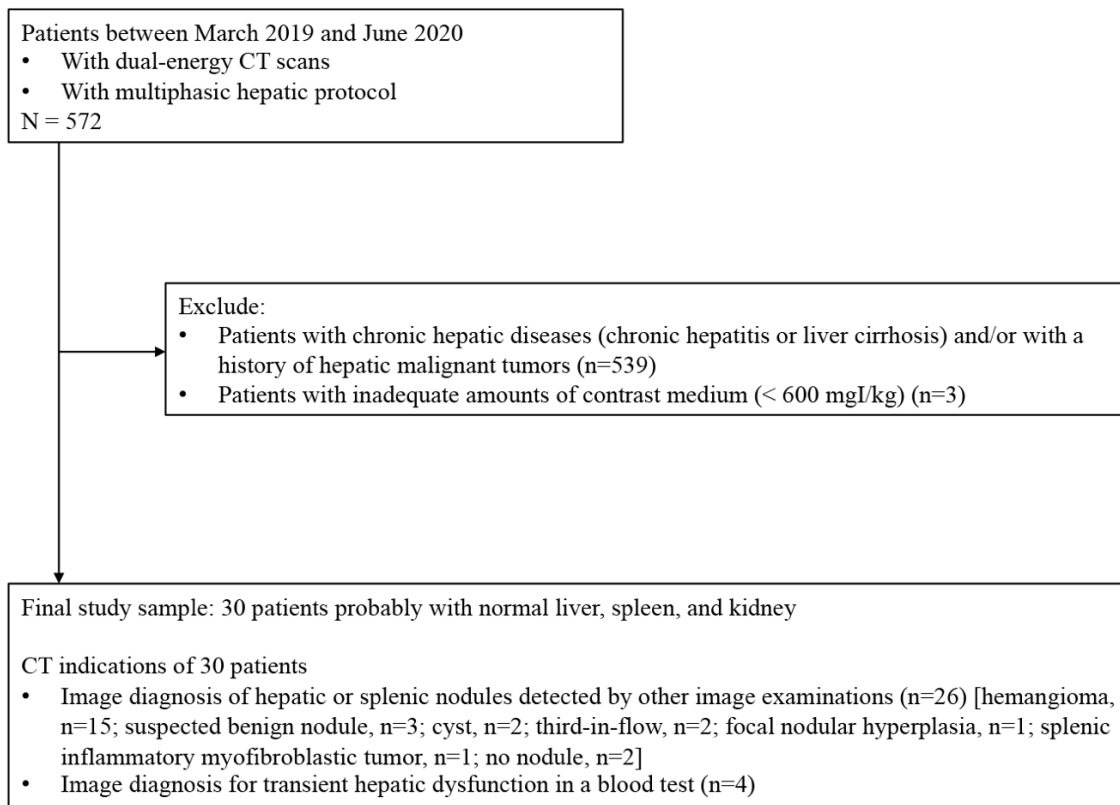 Patients between March 2019 and June 2020
• With dual-energy CT scans
• With multiphasic hepatic protocol
N = 572
Exclude:
• Patients with chronic hepatic diseases (chronic hepatitis or liver cirrhosis) and/or with a
history of hepatic malignant tumors (n=539)
• Patients with inadequate amounts of contrast medium (< 600 mgI/kg) (n=3)
Final study sample: 30 patients probably with normal liver, spleen, and kidney
CT indications of 30 patients
• Image diagnosis of hepatic or splenic nodules detected by other image examinations (n=26) [hemangioma,
n=15; suspected benign nodule, n=3; cyst, n=2; third-in-flow, n=2; focal nodular hyperplasia, n=1; splenic
inflammatory myofibroblastic tumor, n=1; no nodule, n=2]
• Image diagnosis for transient hepatic dysfunction in a blood test (n=4)